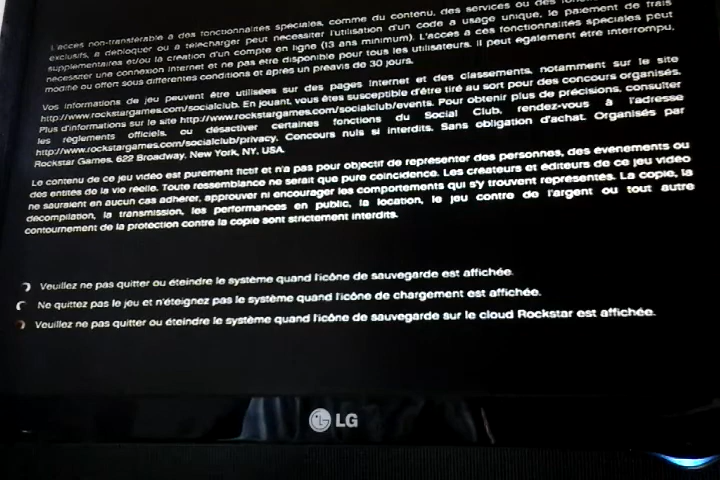 L'accès non-transférable à des fonctionnalités spéciales, comme du contenu, des services ou des
exclusifs, à débloquer ou à télécharger peut nécessiter l'utilisation d'un code à usage unique, le paiement de frais
supplémentaires et/ou la création d'un compte en ligne (13 ans minimum). L'accès à ces fonctionnalités spéciales peut
nécessiter une connexion internet et ne pas être disponible pour tous les utilisateurs. Il peut également être interrompu,
modifié ou offert sous différentes conditions et après un préavis de 30 jours.
Vos informations de jeu peuvent être utilisées sur des pages Internet et des classements, notamment sur le site
http://www.rockstargames.com/socialclub. En jouant, vous êtes susceptible d'être tiré au sort pour des concours organisés.
Plus d'informations sur le site http://www.rockstargames.com/socialclub/events. Pour obtenir plus de précisions, consulter
les règlements officiels, ou désactiver certaines fonctions du Social Club, rendez-vous à l'adresse
http://www.rockstargames.com/socialclub/privacy. Concours nuls si interdits. Sans obligation d'achat. Organisés par
Rockstar Games, 622 Broadway, New York, NY, USA.
Le contenu de ce jeu vidéo est purement fictif et n'a pas pour objectif de représenter des personnes, des événements ou
des entités de la vie réelle. Toute ressemblance ne serait que pure coïncidence. Les créateurs et éditeurs de ce jeu vidéo
ne sauraient en aucun cas adhérer, approuver ni encourager les comportements qui s'y trouvent représentés. La copie, la
décompilation, la transmission, les performances en public, la location, le jeu contre de l'argent ou tout autre
contournement de la protection contre la copie sont strictement interdits.
Veuillez ne pas quitter ou éteindre le système quand l'icône de sauvegarde est affichée.
Ne quittez pas le jeu et n'éteignez pas le système quand l'icône de chargement est affichée.
Veuillez ne pas quitter ou éteindre le système quand l'icône de sauvegarde sur le cloud Rockstar est affichée.
LG